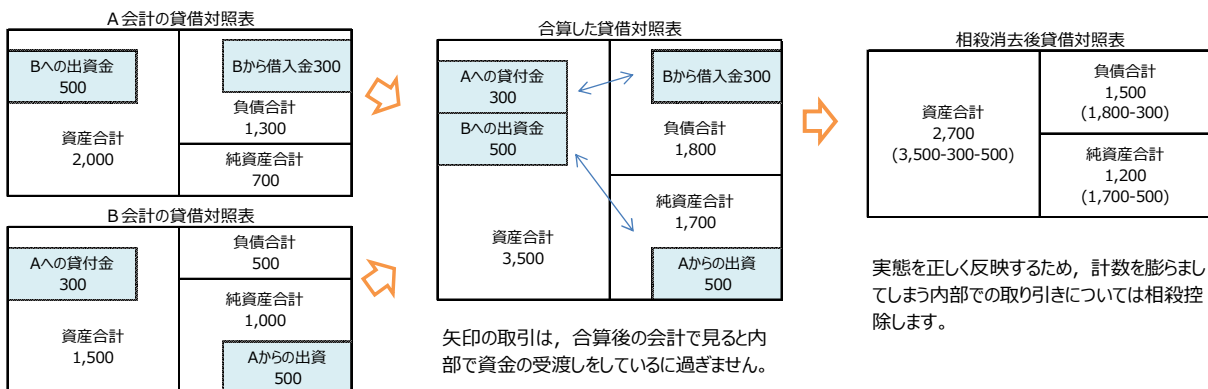 A会計の貸借対照表
Bへの出資金
500
Bから借入金300
負債合計
1,300
資産合計
2,000
純資産合計
700
B会計の貸借対照表
負債合計
500
Aへの貸付金
300
純資産合計
1,000
資産合計
1,500
Aからの出資
500
合算した貸借対照表
Aへの貸付金
300
Bから借入金300
Bへの出資金
500
負債合計
1,800
純資産合計
1,700
資産合計
3,500
Aからの出資
500
矢印の取引は，合算後の会計で見ると内
部で資金の受渡しをしているに過ぎません。
相殺消去後貸借対照表
資産合計
2,700
(3,500-300-500)
負債合計
1,500
(1,800-300)
純資産合計
1,200
(1,700-500)
実態を正しく反映するため，計数を膨らまし
てしまう内部での取り引きについては相殺控
除します。